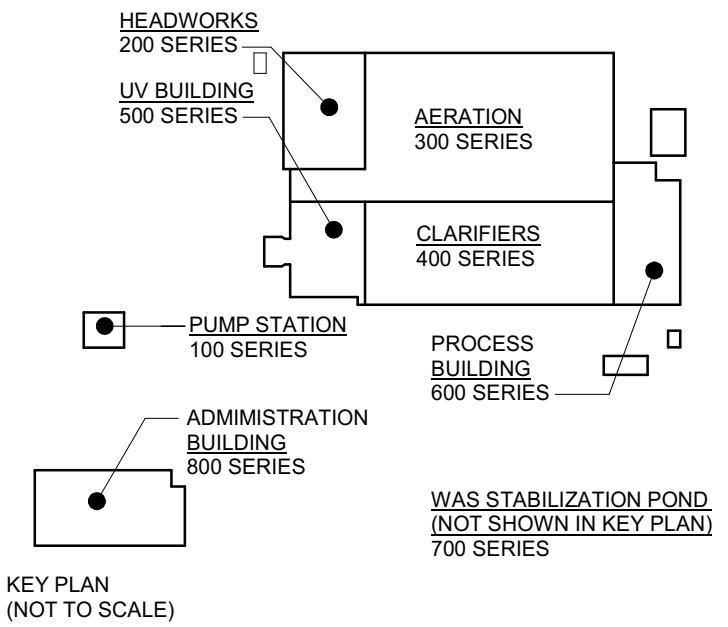 HEADWORKS
200 SERIES
UV BUILDING
500 SERIES
AERATION
300 SERIES
CLARIFIERS
400 SERIES
PUMP STATION
100 SERIES
PROCESS
BUILDING
600 SERIES
ADMIMISTRATION
BUILDING
800 SERIES
WAS STABILIZATION POND
(NOT SHOWN IN KEY PLAN)
700 SERIES
KEY PLAN
(NOT TO SCALE)